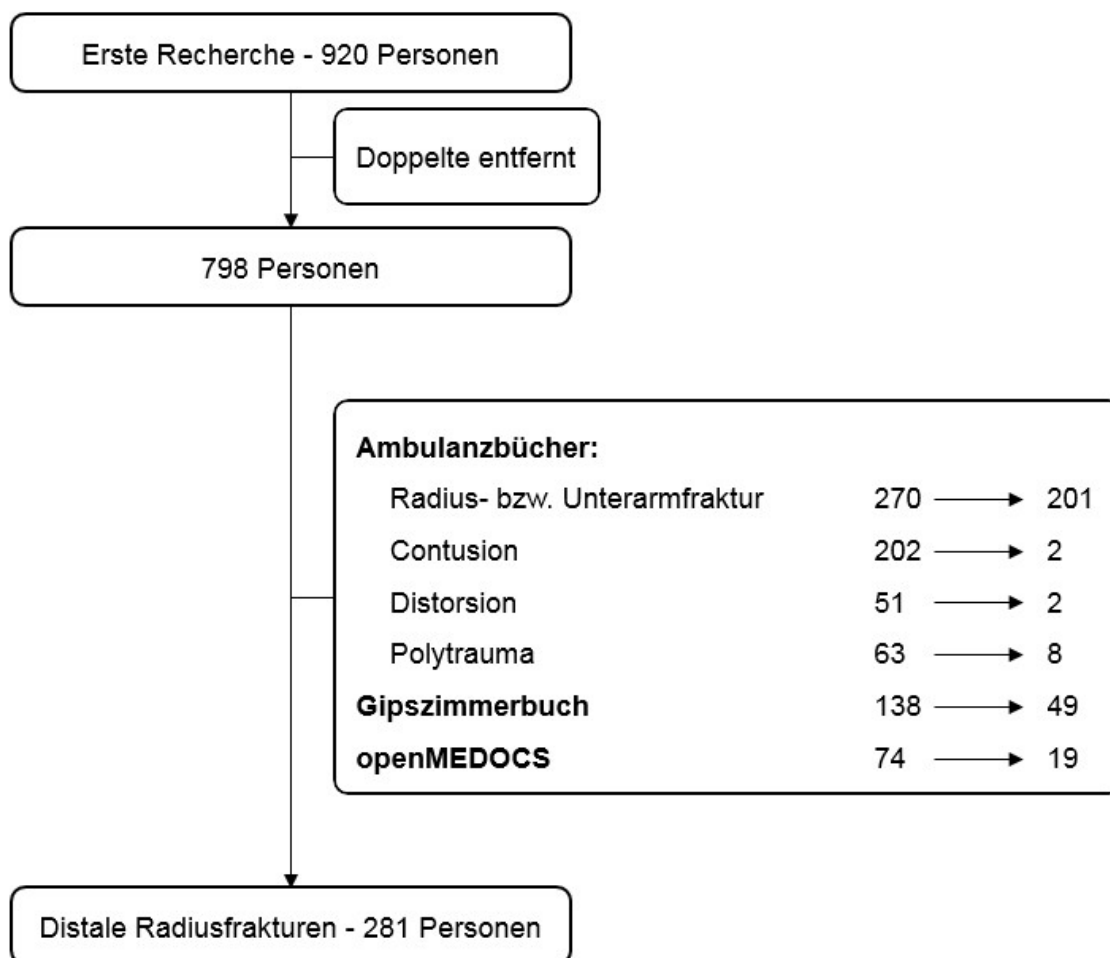 Erste Recherche - 920 Personen
Doppelte entfernt
798 Personen
Ambulanzbücher:
Radius- bzw. Unterarmfraktur 270 201
Contusion 202 2
Distorsion 51 2
Polytrauma 63 8
Gipszimmerbuch 138 49
openMEDOCS 74 19
Distale Radiusfrakturen - 281 Personen